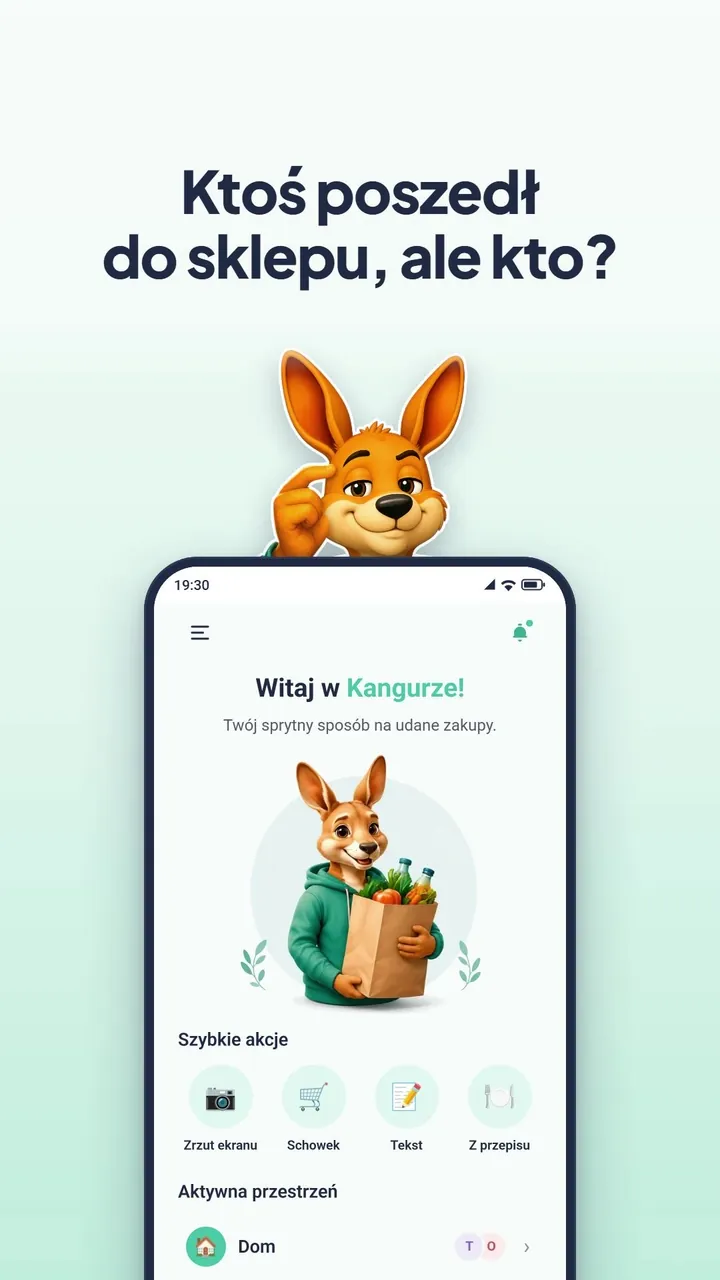 Ktoś poszedł
do sklepu, ale kto?
19:30
Witaj w Kangurze!
Twój sprytny sposób na udane zakupy.
Szybkie akcje
Zrzut ekranu Schowek Tekst Z przepisu
Aktywna przestrzeń
Dom T O